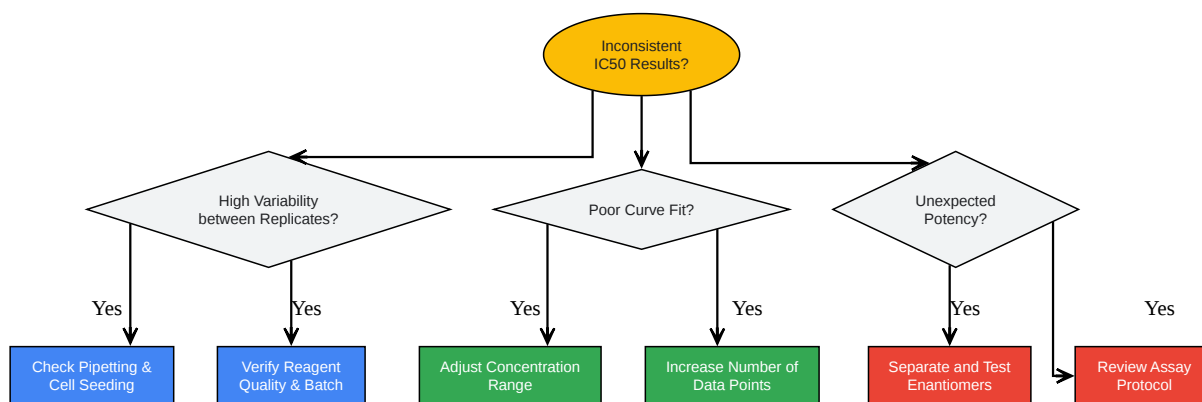 Inconsistent
IC50 Results?
High Variability
between Replicates?
Poor Curve Fit?
Unexpected
Potency?
Yes
Yes
Yes
Yes
Yes
Yes
Check Pipetting &
Cell Seeding
Verify Reagent
Quality & Batch
Adjust Concentration
Range
Increase Number of
Data Points
Separate and Test
Enantiomers
Review Assay
Protocol